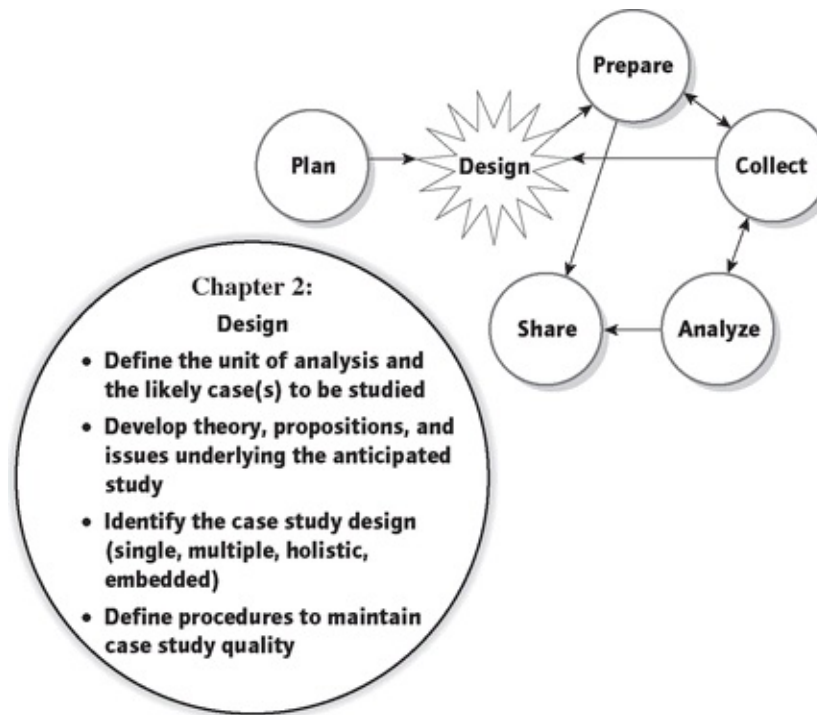 Prepare
Plan
Design
Collect
Share
Analyze
Chapter 2:
Design
• Define the unit of analysis and
the likely case(s) to be studied
• Develop theory, propositions, and
issues underlying the anticipated
study
• Identify the case study design
(single, multiple, holistic,
embedded)
• Define procedures to maintain
case study quality